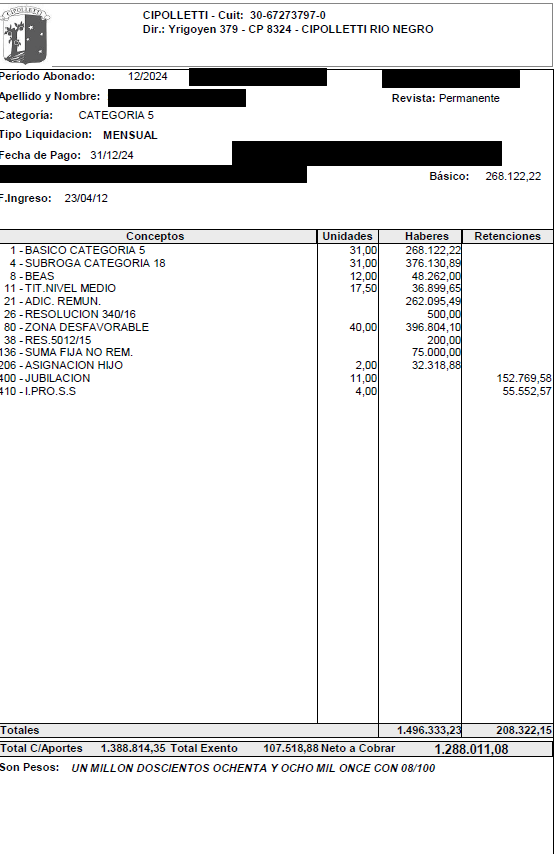 CIPOLLETTI
CIPOLLETTI - Cuit: 30-67273797-0
Dir.: Yrigoyen 379 - CP 8324 - CIPOLLETTI RIO NEGRO
Período Abonado: 12/2024
Apellido y Nombre:
Revista: Permanente
Categoría: CATEGORIA 5
Tipo Liquidacion: MENSUAL
Fecha de Pago: 31/12/24
Básico: 268.122,22
F.Ingreso: 23/04/12
Conceptos Unidades Haberes Retenciones
1 - BASICO CATEGORIA 5 31,00 268.122,22
4 - SUBROGA CATEGORIA 18 31,00 376.130,89
8 - BEAS 12,00 48.262,00
11 - TIT.NIVEL MEDIO 17,50 36.899,65
21 - ADIC. REMUN. 262.095,49
26 - RESOLUCION 340/16 500,00
80 - ZONA DESFAVORABLE 40,00 396.804,10
38 - RES.5012/15 200,00
136 - SUMA FIJA NO REM. 75.000,00
206 - ASIGNACION HIJO 2,00 32.318,88
400 - JUBILACION 11,00 152.769,58
410 - I.PRO.S.S 4,00 55.552,57
Totales 1.496.333,23 208.322,15
Total C/Aportes 1.388.814,35 Total Exento 107.518,88 Neto a Cobrar 1.288.011,08
Son Pesos: UN MILLON DOSCIENTOS OCHENTA Y OCHO MIL ONCE CON 08/100